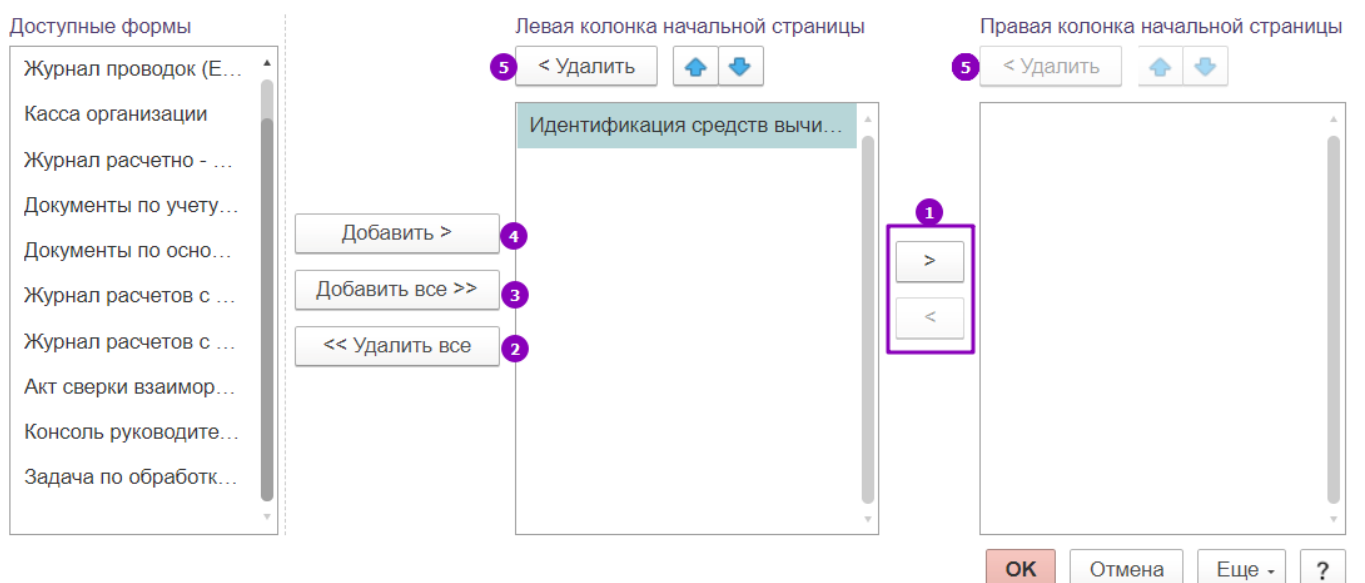 Доступные формы
Журнал проводок (Е…
Касса организации
Журнал расчетно - …
Документы по учету…
Документы по осно…
Журнал расчетов с …
Журнал расчетов с …
Акт сверки взаимор…
Консоль руководите…
Задача по обработк…
Добавить >
4
Добавить все >>
3
<< Удалить все
2
Левая колонка начальной страницы
5
< Удалить
Идентификация средств вычи…
1
>
<
Правая колонка начальной страницы
5
< Удалить
OK
Отмена
Еще
?